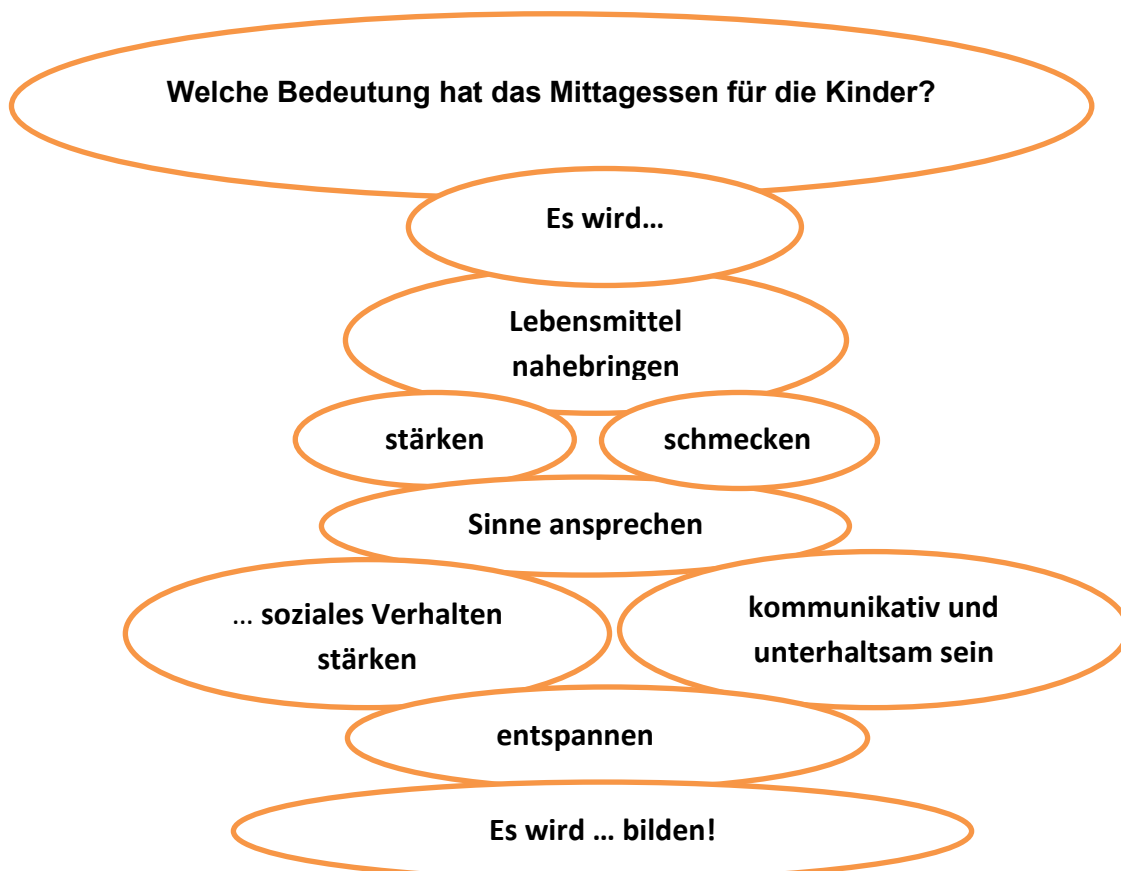 Welche Bedeutung hat das Mittagessen für die Kinder?
Es wird…
Lebensmittel
nahebringen
stärken
schmecken
Sinne ansprechen
... soziales Verhalten
stärken
kommunikativ und
unterhaltsam sein
entspannen
Es wird … bilden!